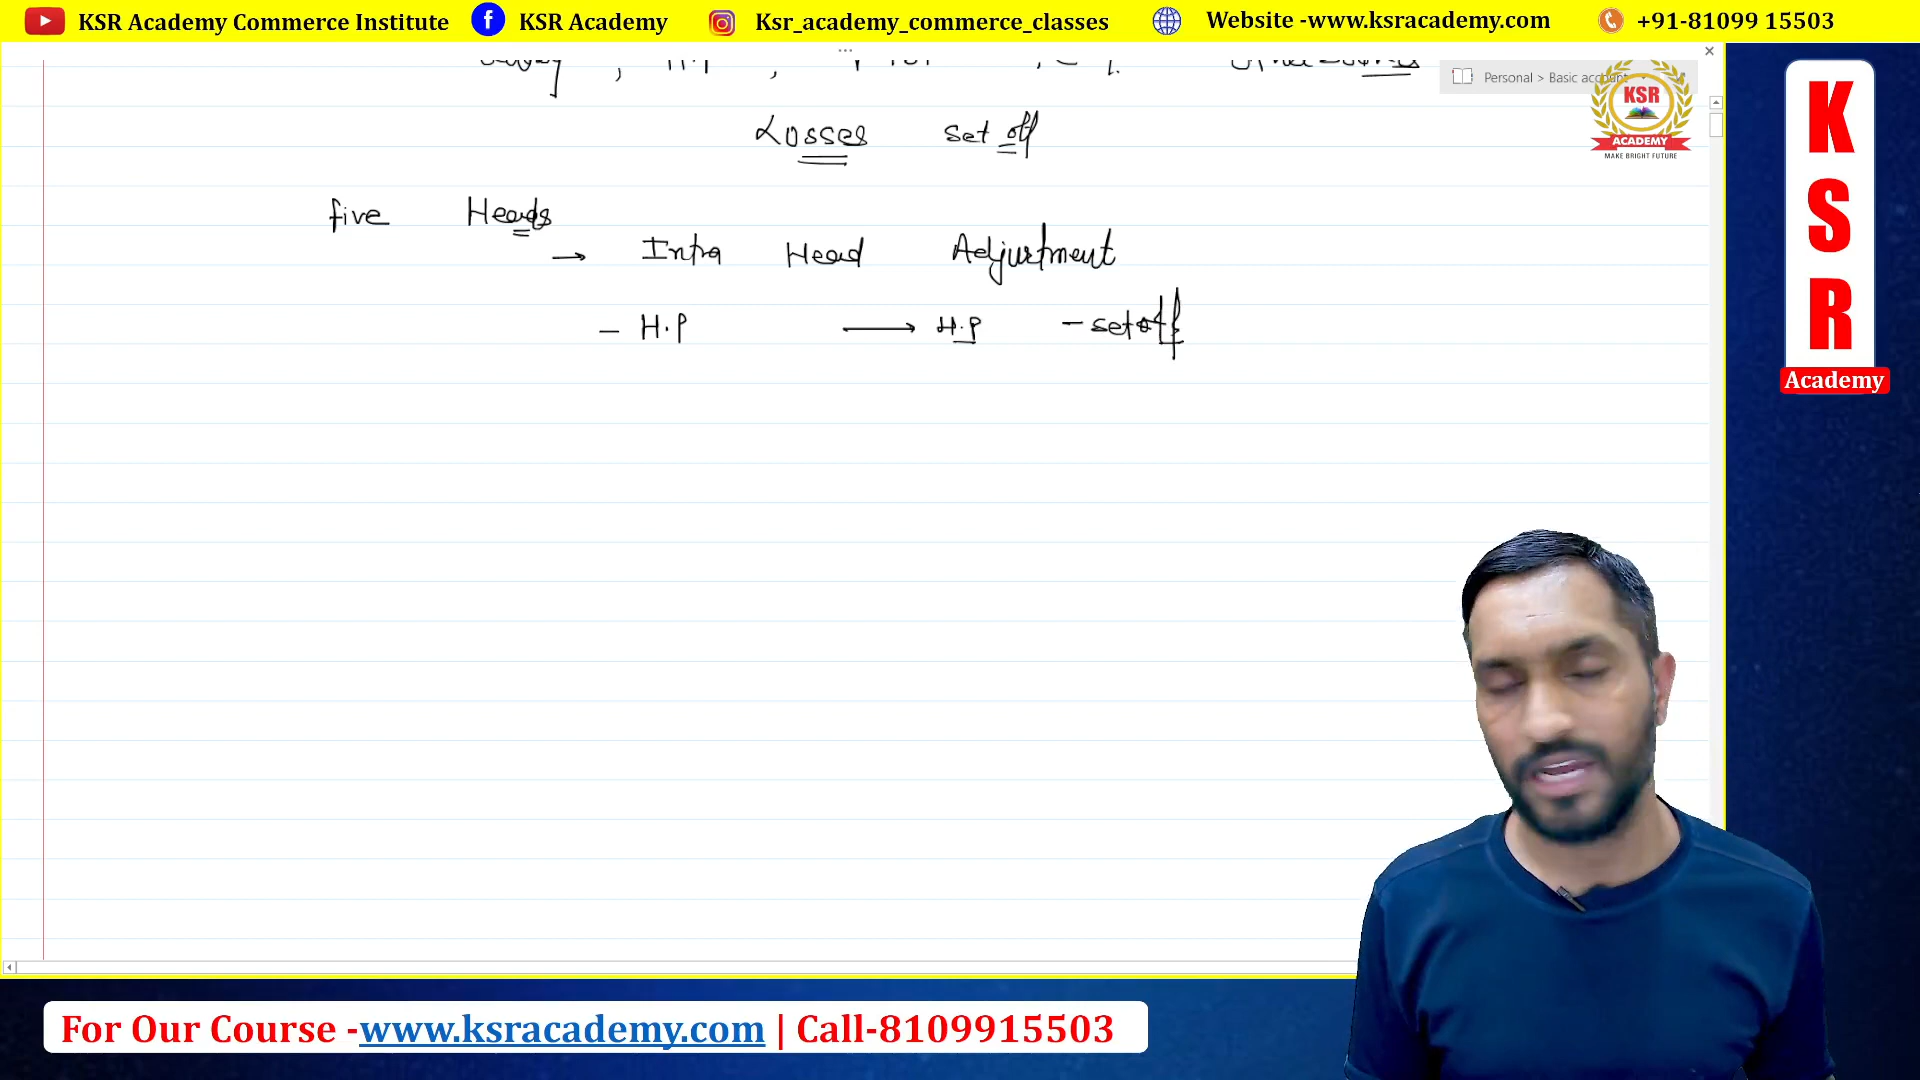 KSR Academy Commerce Institute KSR Academy Ksr_academy_commerce_classes Website -www.ksracademy.com +91-81099 15503
Personal > Basic account
KSR
ACADEMY
MAKE BRIGHT FUTURE
Losses set off
five Heads
→ Intra Head Adjustment
– H.P → H.P – set off
K
S
R
Academy
For Our Course -www.ksracademy.com | Call-8109915503